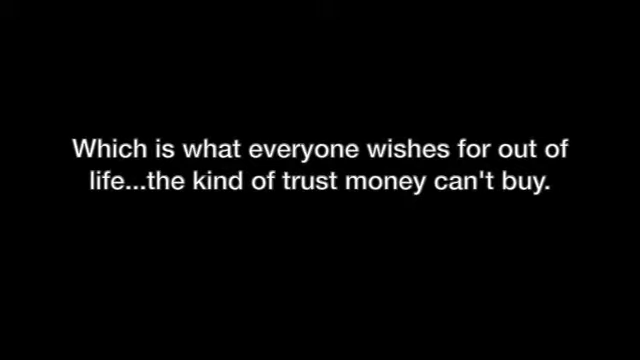 Which is what everyone wishes for out of
life...the kind of trust money can't buy.